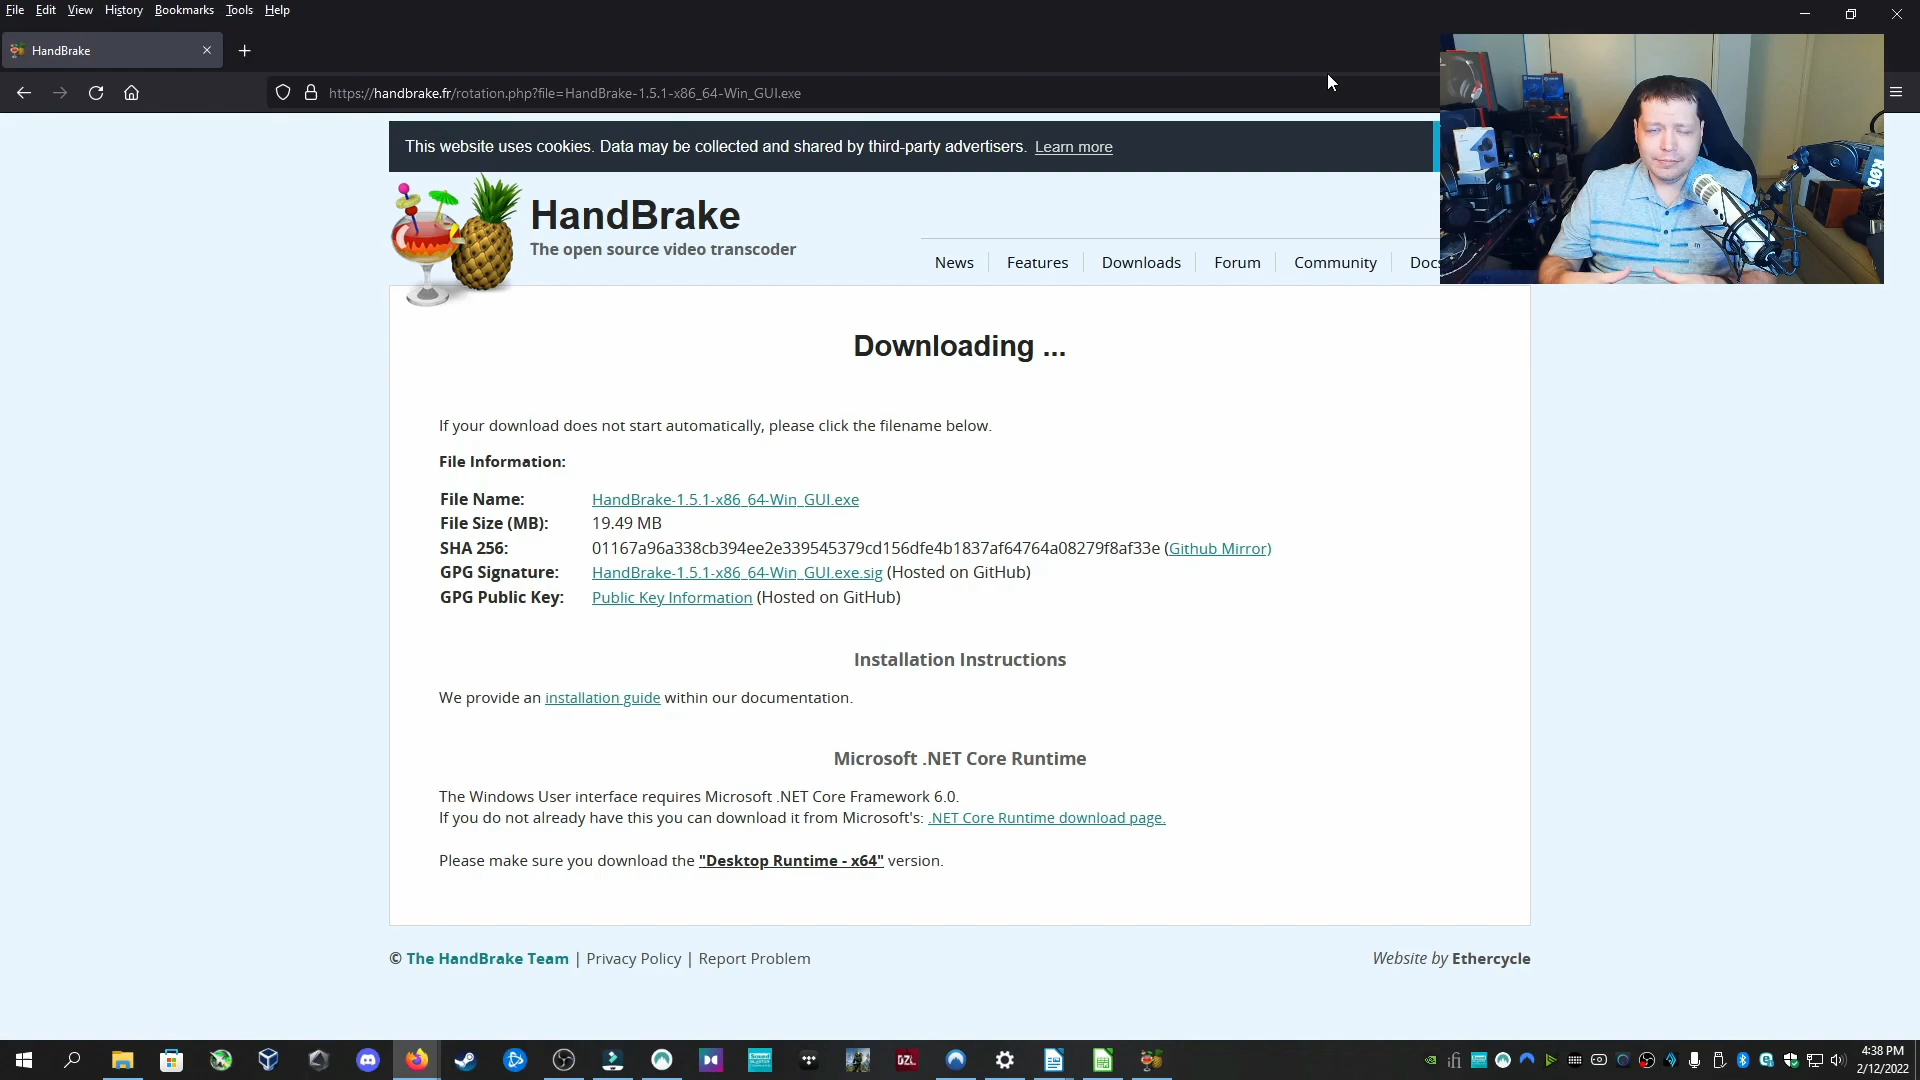 File Edit View History Bookmarks Tools Help
HandBrake
https://handbrake.fr/rotation.php?file=HandBrake-1.5.1-x86_64-Win_GUI.exe
This website uses cookies. Data may be collected and shared by third-party advertisers. Learn more
HandBrake
The open source video transcoder
News Features Downloads Forum Community Docs
RØDE
Downloading ...
If your download does not start automatically, please click the filename below.
File Information:
File Name: HandBrake-1.5.1-x86_64-Win_GUI.exe
File Size (MB): 19.49 MB
SHA 256: 01167a96a338cb394ee2e339545379cd156dfe4b1837af64764a08279f8af33e (Github Mirror)
GPG Signature: HandBrake-1.5.1-x86_64-Win_GUI.exe.sig (Hosted on GitHub)
GPG Public Key: Public Key Information (Hosted on GitHub)
Installation Instructions
We provide an installation guide within our documentation.
Microsoft .NET Core Runtime
The Windows User interface requires Microsoft .NET Core Framework 6.0.
If you do not already have this you can download it from Microsoft's: .NET Core Runtime download page.
Please make sure you download the "Desktop Runtime - x64" version.
© The HandBrake Team | Privacy Policy | Report Problem
Website by Ethercycle
DZL
ifi
4:38 PM
2/12/2022